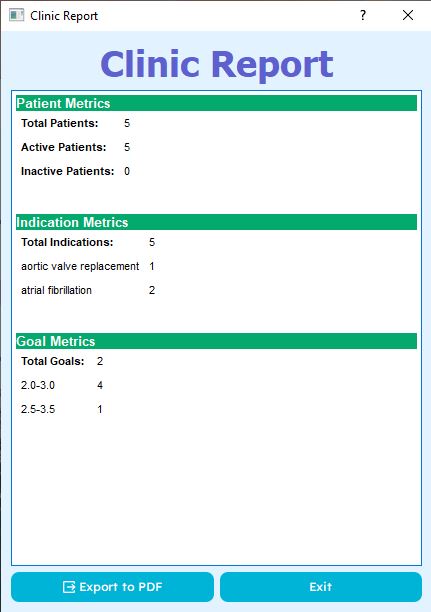 Clinic Report
?
Clinic Report
Patient Metrics
Total Patients: 5
Active Patients: 5
Inactive Patients: 0
Indication Metrics
Total Indications: 5
aortic valve replacement 1
atrial fibrillation 2
Goal Metrics
Total Goals: 2
2.0-3.0 4
2.5-3.5 1
Export to PDF
Exit